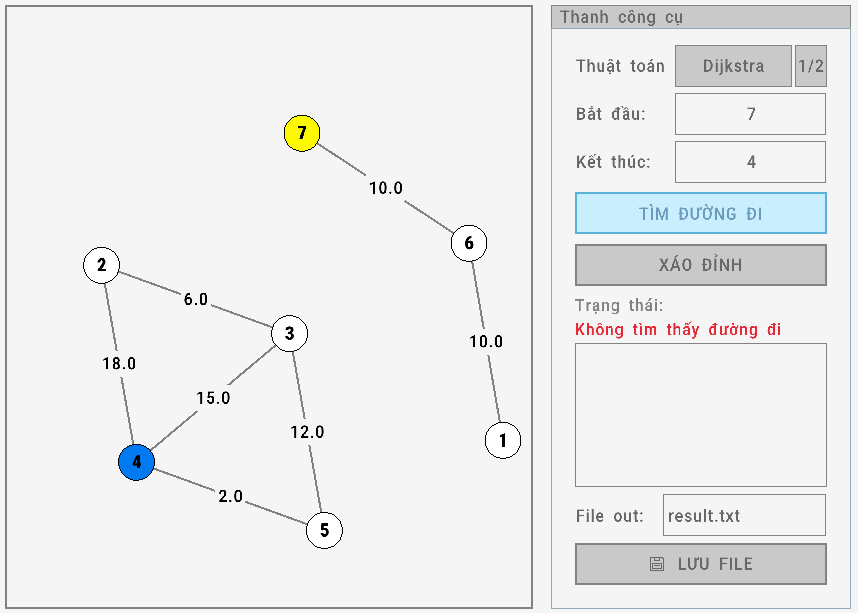 Thanh công cụ
Thuật toán Dijkstra 1/2
Bắt đầu: 7
Kết thúc: 4
TÌM ĐƯỜNG ĐI
XÁO ĐỈNH
Trạng thái:
Không tìm thấy đường đi
File out: result.txt
LƯU FILE
7
10.0
6
2
6.0
3
10.0
18.0
15.0
12.0
1
4
2.0
5